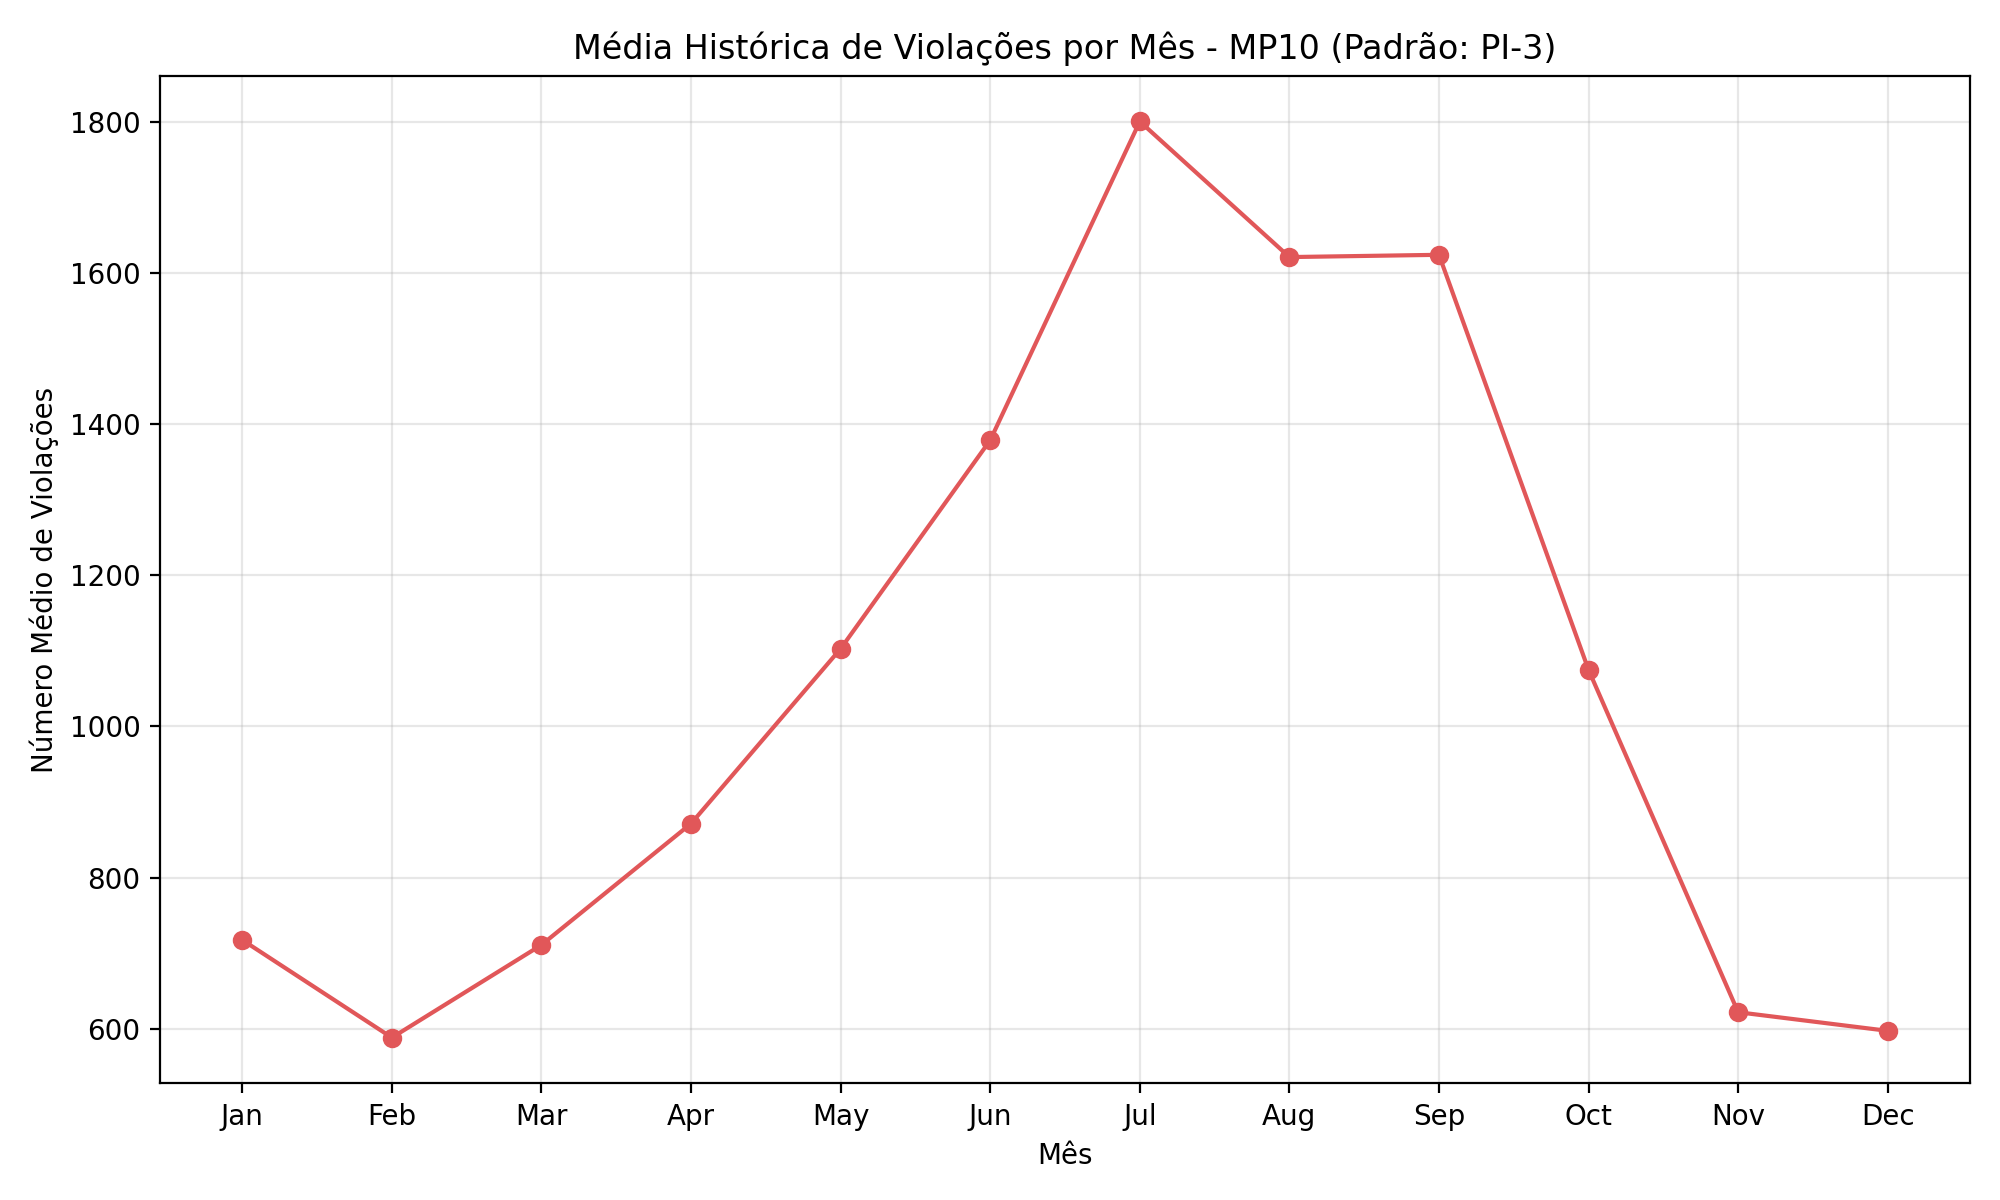 Média Histórica de Violações por Mês - MP10 (Padrão: PI-3)
Número Médio de Violações
1800
1600
1400
1200
1000
800
600
Jan Feb Mar Apr May Jun Jul Aug Sep Oct Nov Dec
Mês